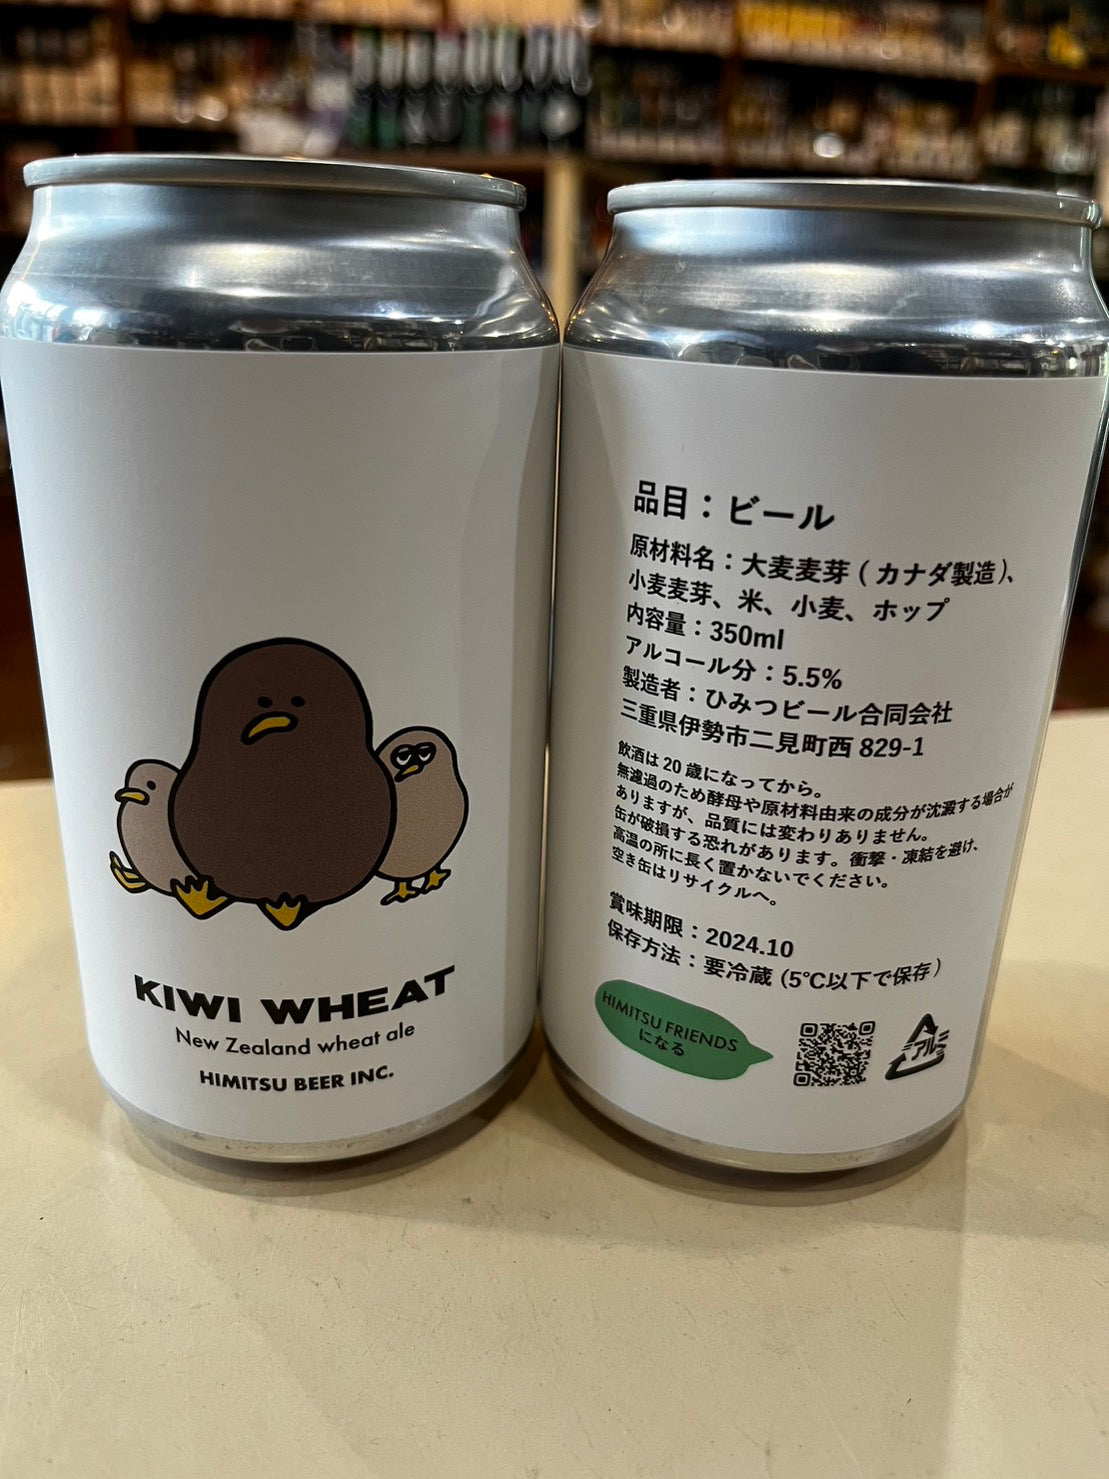 KIWI WHEAT
New Zealand wheat ale
HIMITSU BEER INC.
品目：ビール
原材料名：大麦麦芽 ( カナダ製造 )、
小麦麦芽、米、小麦、ホップ
内容量：350ml
アルコール分：5.5%
製造者：ひみつビール合同会社
三重県伊勢市二見町西 829-1
飲酒は 20 歳になってから。
無濾過のため酵母や原材料由来の成分が沈澱する場合が
ありますが、品質には変わりありません。
缶が破損する恐れがあります。衝撃・凍結を避け、
高温の所に長く置かないでください。
空き缶はリサイクルへ。
賞味期限：2024.10
保存方法：要冷蔵 (5℃以下で保存 )
HIMITSU FRIENDS
になる
アルミ